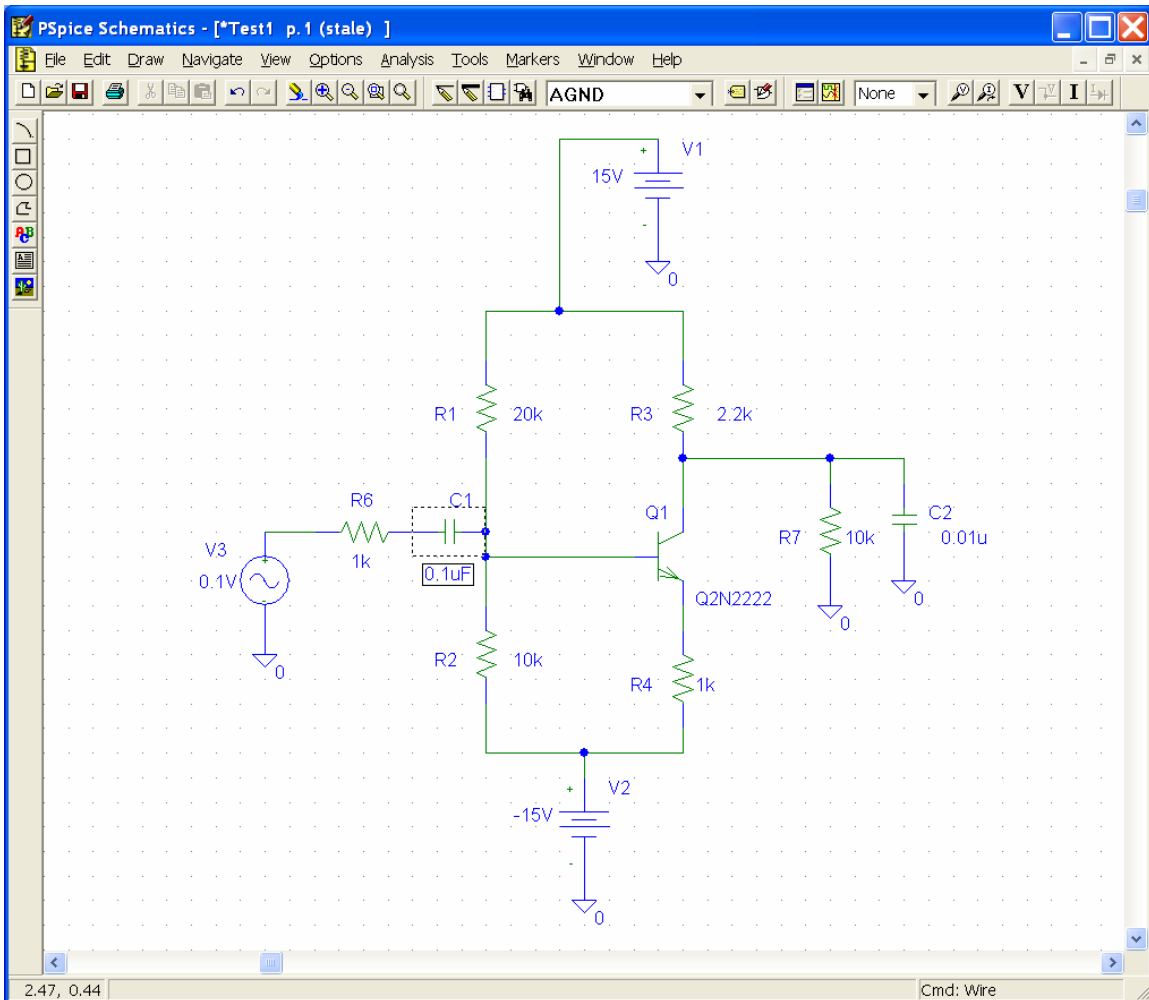 PSpice Schematics - [*Test1 p.1 (stale) ]
File Edit Draw Navigate View Options Analysis Tools Markers Window Help
AGND None V I
V1
15V
0
R1 20k R3 2.2k
R6 C1
1k 0.1uF
V3
0.1V
0
Q1
Q2N2222
R7 10k
0
C2
0.01u
0
R2 10k
R4 1k
V2
-15V
0
2.47, 0.44 Cmd: Wire